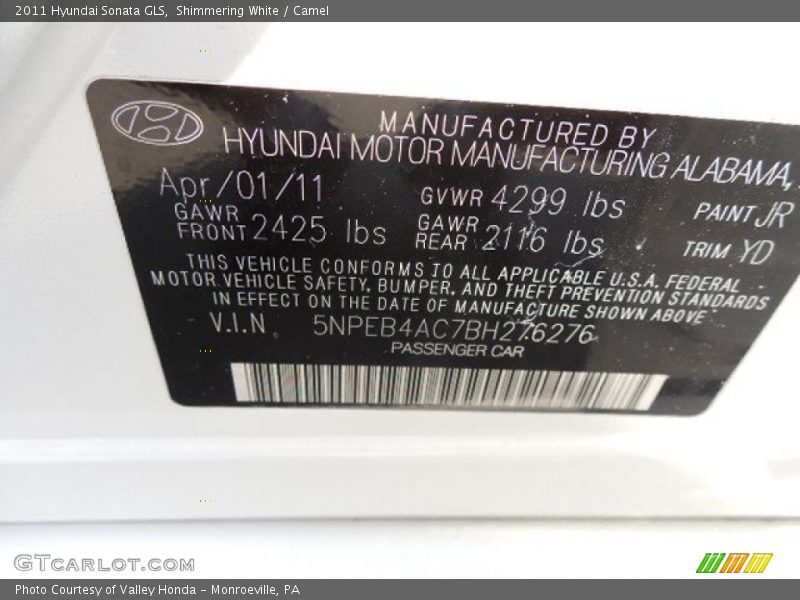 2011 Hyundai Sonata GLS, Shimmering White / Camel
MANUFACTURED BY
HYUNDAI MOTOR MANUFACTURING ALABAMA,
Apr/01/11
GVWR 4299 lbs
PAINT JR
GAWR FRONT 2425 lbs
GAWR REAR 2116 lbs
TRIM YD
THIS VEHICLE CONFORMS TO ALL APPLICABLE U.S.A. FEDERAL
MOTOR VEHICLE SAFETY, BUMPER, AND THEFT PREVENTION STANDARDS
IN EFFECT ON THE DATE OF MANUFACTURE SHOWN ABOVE
V.I.N 5NPEB4AC7BH276276
PASSENGER CAR
GTCARLOT.COM
Photo Courtesy of Valley Honda - Monroeville, PA